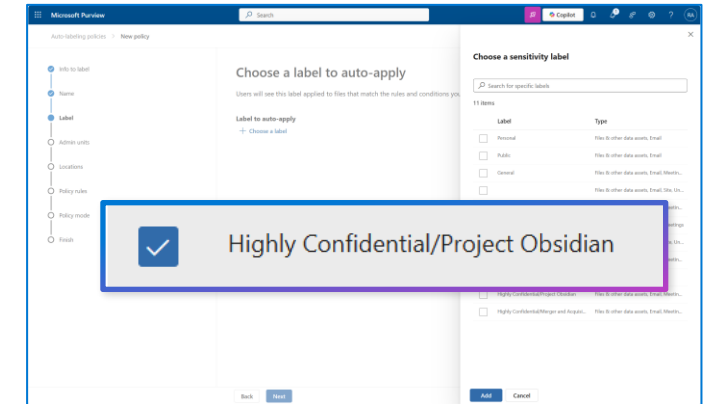 Microsoft Purview
Search
Copilot
RA
Auto-labeling policies > New policy
Info to label
Name
Label
Admin units
Locations
Policy rules
Policy mode
Finish
Choose a label to auto-apply
Users will see this label applied to files that match the rules and conditions you
Label to auto-apply
+ Choose a label
Back
Next
Choose a sensitivity label
Search for specific labels
11 items
Label Type
Personal Files & other data assets, Email
Public Files & other data assets, Email
General Files & other data assets, Email, Meetin...
Files & other data assets, Email, Site, Un...
Highly Confidential/Project Obsidian
Highly Confidential/Project Obsidian Files & other data assets, Email, Meetin...
Highly Confidential/Merger and Acquisi... Files & other data assets, Email, Meetin...
Add
Cancel